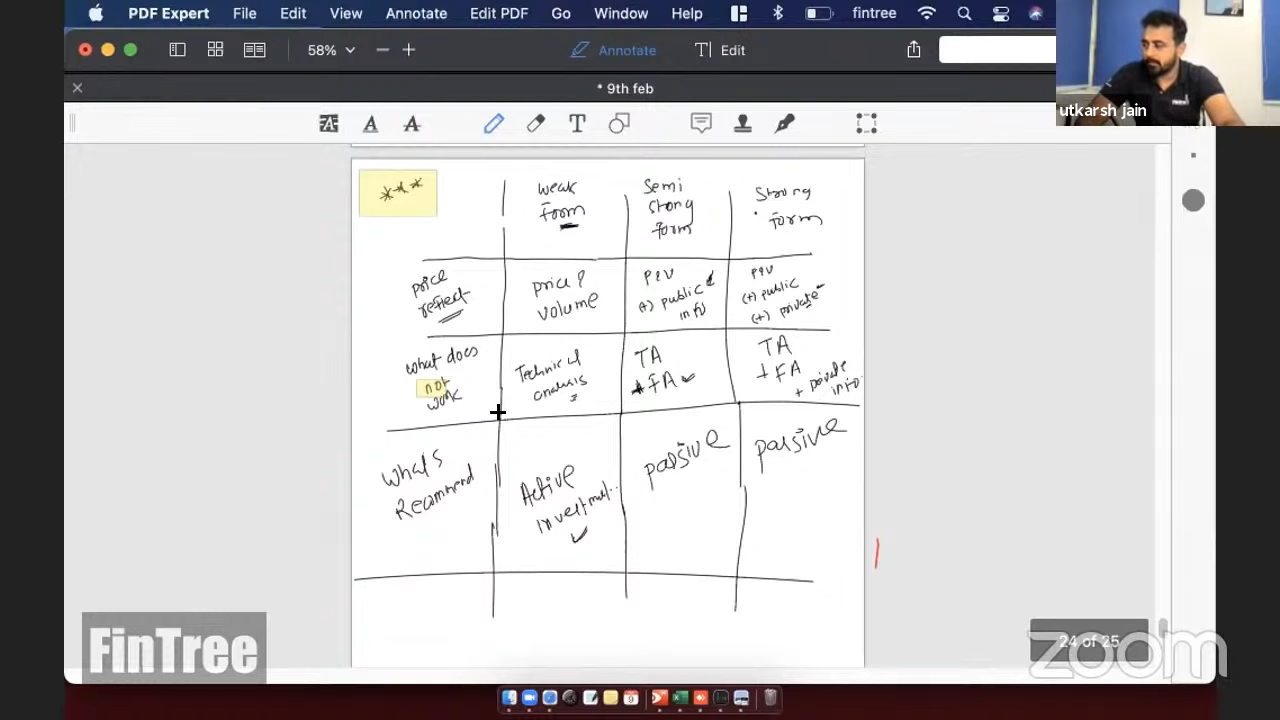 PDF Expert File Edit View Annotate Edit PDF Go Window Help fintree
58% Annotate T Edit
* 9th feb
utkarsh jain
***
weak
form
Semi
strong
form
Strong
form
price
reflect
price &
volume
P&V
(+) public
info
P&V
(+) public
(+) private
what does
not
work
Technical
analysis
TA
+ FA
TA
+ FA
+ private
info
what's
Recommend
Active
investment..
passive
passive
24 of 25
FinTree
zoom